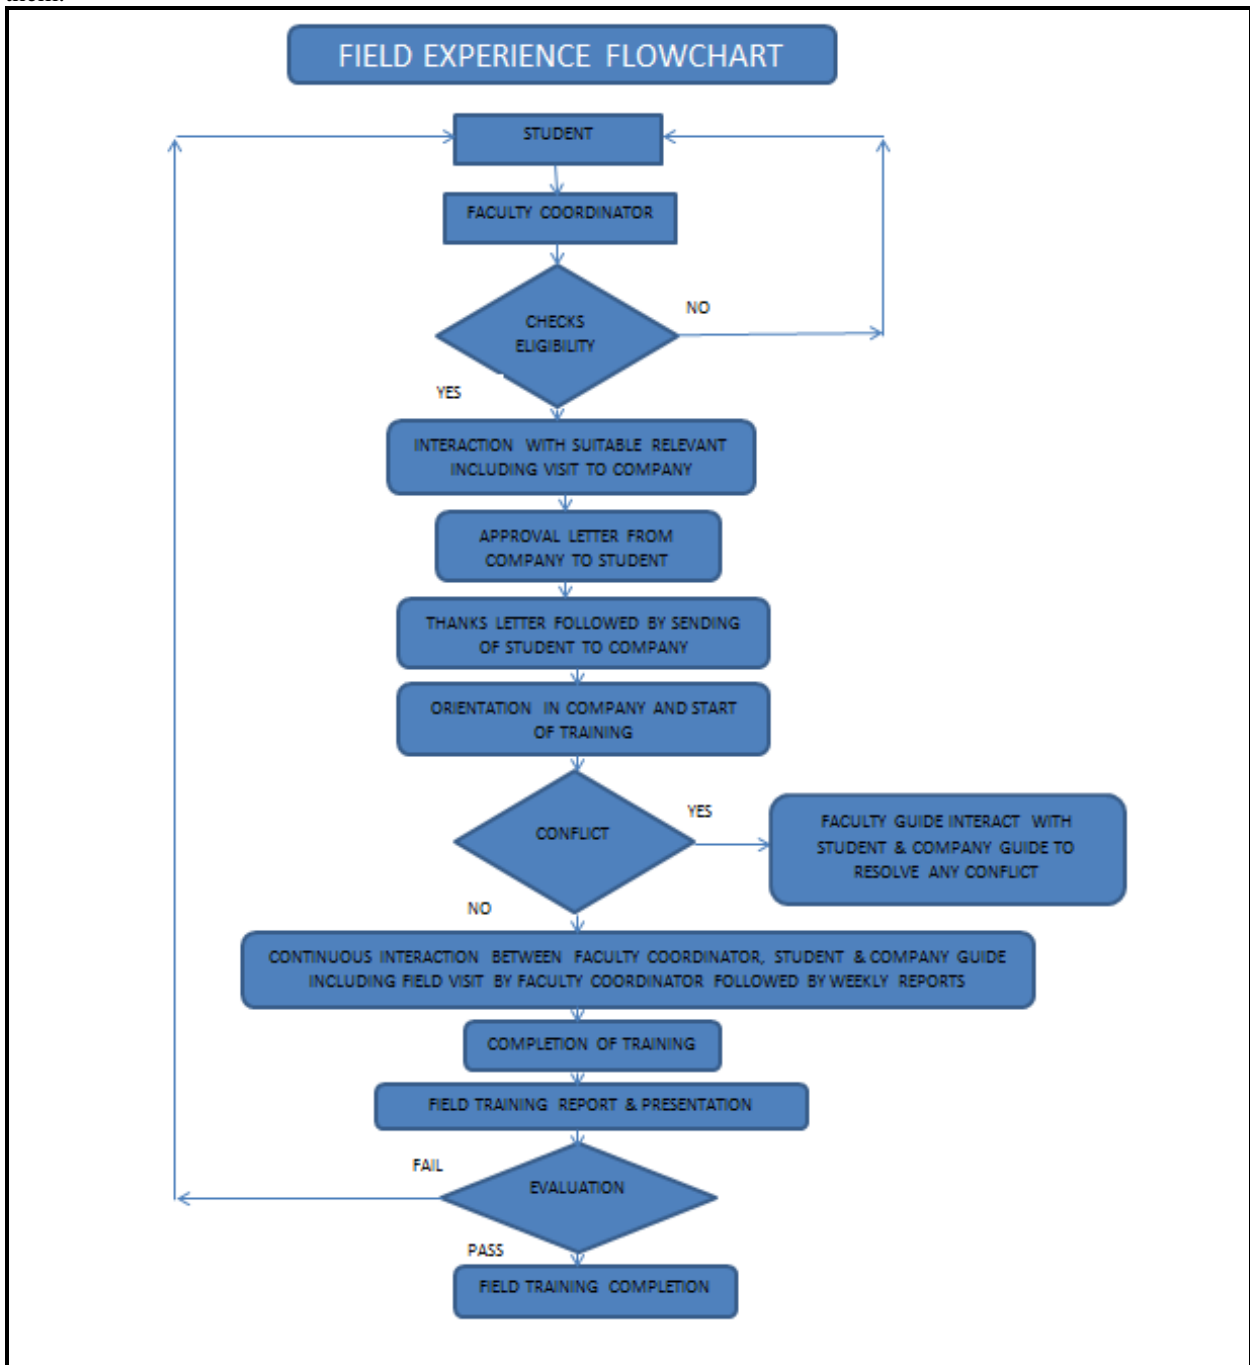 FIELD EXPERIENCE FLOWCHART
STUDENT
FACULTY COORDINATOR
CHECKS
ELIGIBILITY
NO
YES
INTERACTION WITH SUITABLE RELEVANT
INCLUDING VISIT TO COMPANY
APPROVAL LETTER FROM
COMPANY TO STUDENT
THANKS LETTER FOLLOWED BY SENDING
OF STUDENT TO COMPANY
ORIENTATION IN COMPANY AND START
OF TRAINING
CONFLICT
YES
FACULTY GUIDE INTERACT WITH
STUDENT & COMPANY GUIDE TO
RESOLVE ANY CONFLICT
NO
CONTINUOUS INTERACTION BETWEEN FACULTY COORDINATOR, STUDENT & COMPANY GUIDE
INCLUDING FIELD VISIT BY FACULTY COORDINATOR FOLLOWED BY WEEKLY REPORTS
COMPLETION OF TRAINING
FIELD TRAINING REPORT & PRESENTATION
FAIL
EVALUATION
PASS
FIELD TRAINING COMPLETION